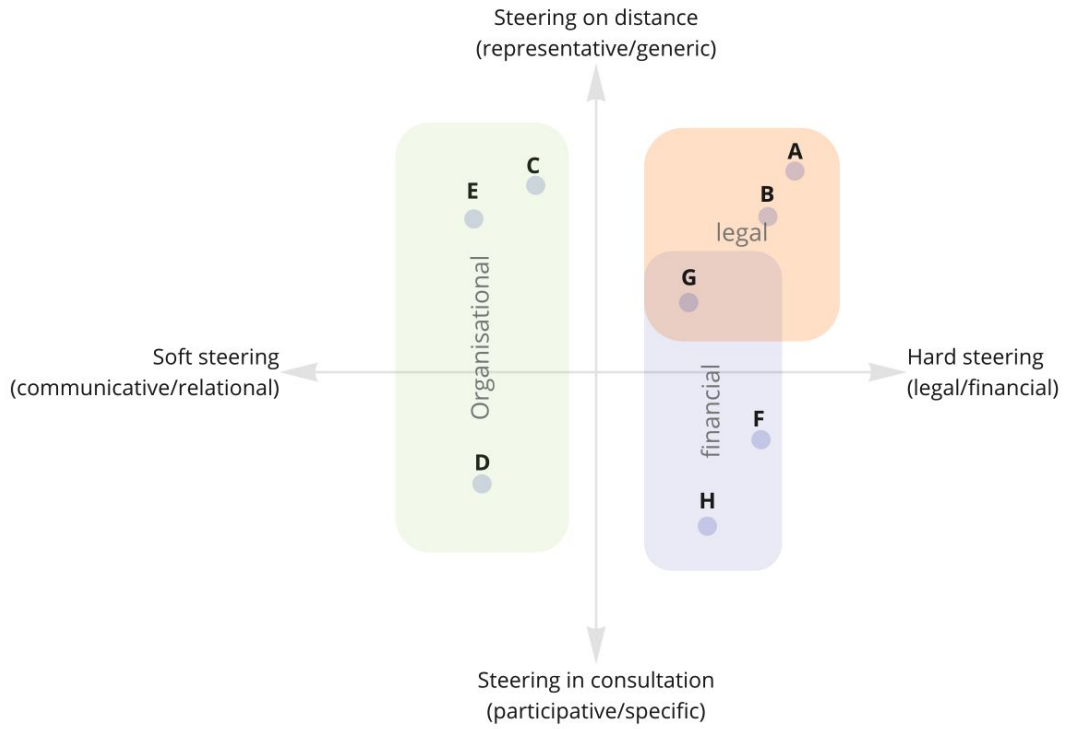 Steering on distance
(representative/generic)
A
C
B
E
legal
G
Organisational
Soft steering
(communicative/relational)
Hard steering
(legal/financial)
financial
F
D
H
Steering in consultation
(participative/specific)